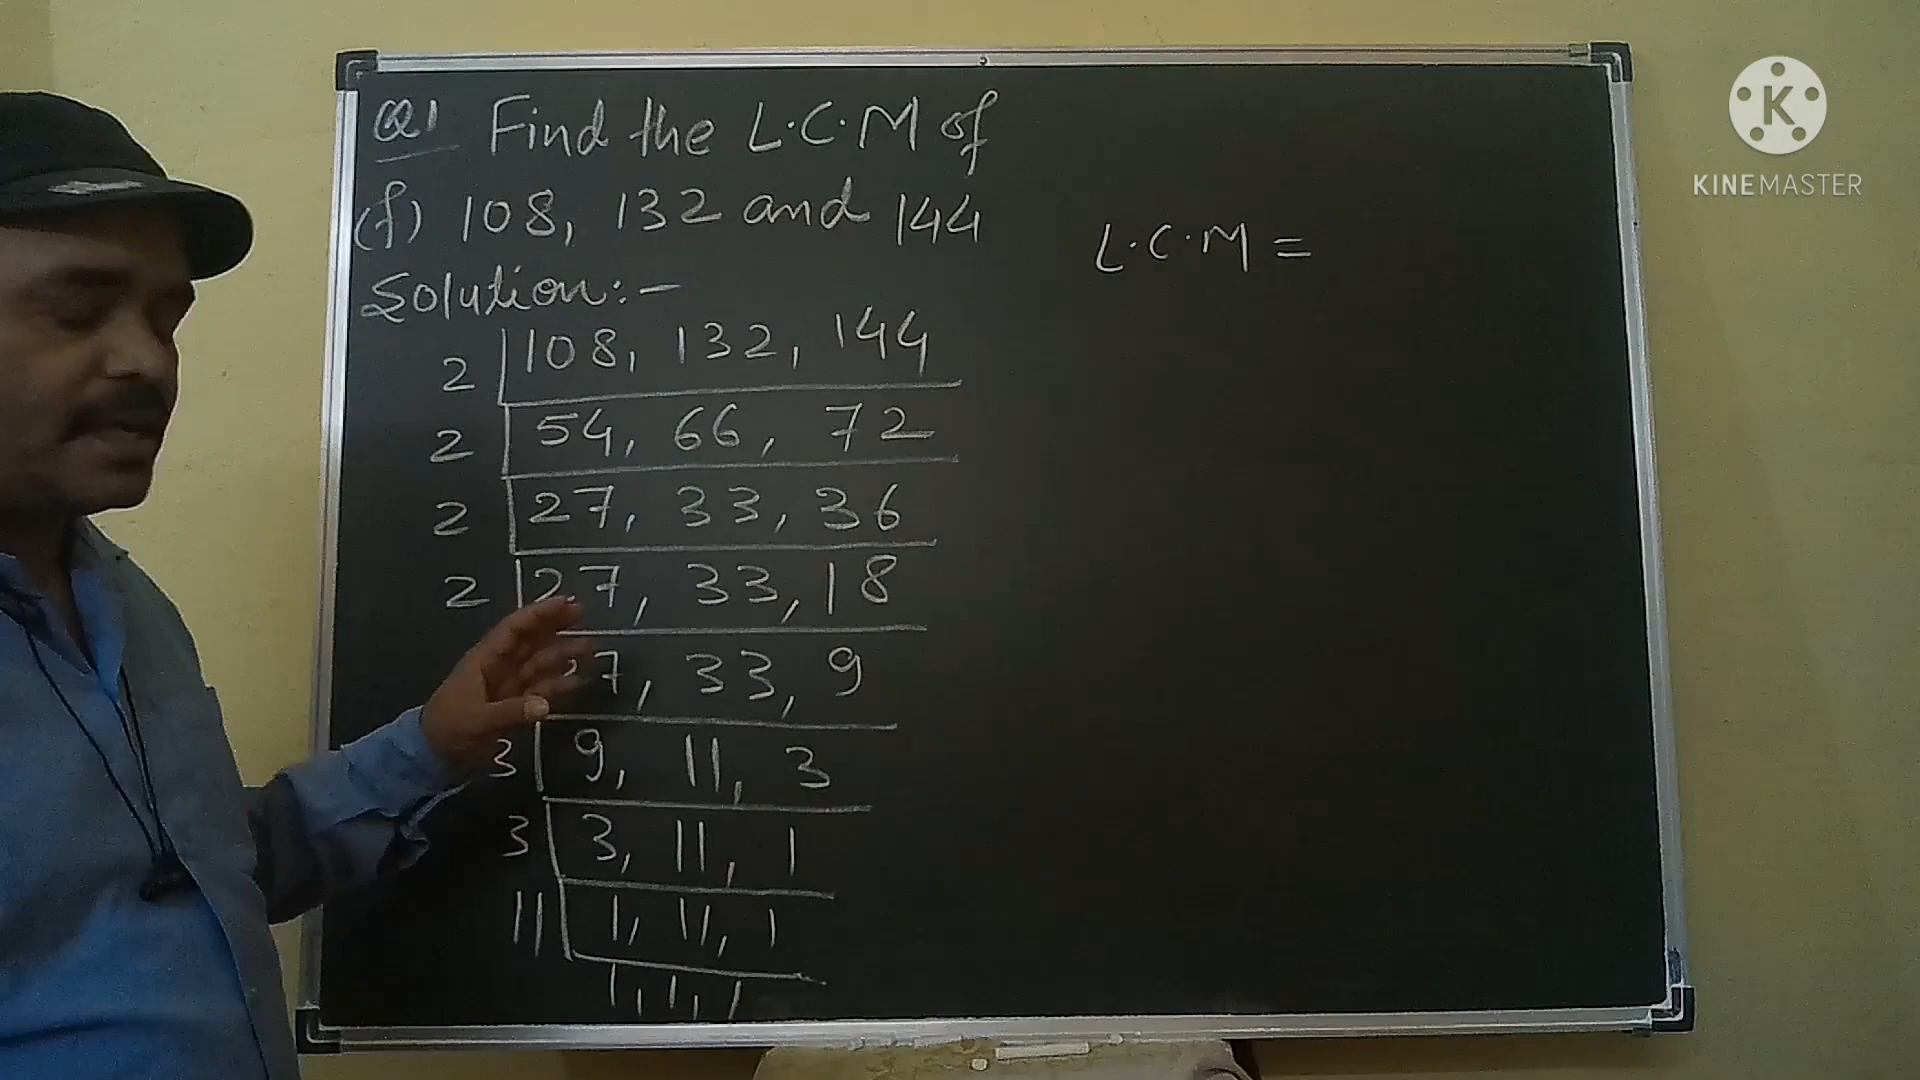 Q1 Find the L.C.M of
(f) 108, 132 and 144
Solution:-
2 108, 132, 144
2 54, 66, 72
2 27, 33, 36
2 27, 33, 18
33, 9
3 9, 11, 3
3 3, 11, 1
11 1, 11, 1
1, 1, 1
L.C.M =
K
KINEMASTER